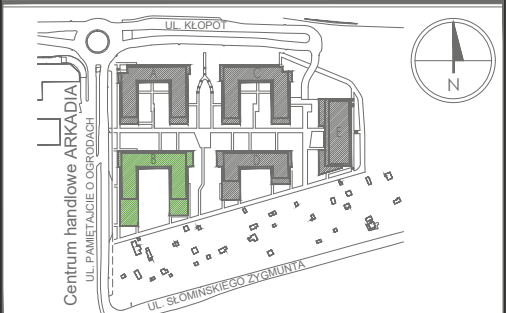 UL. KŁOPOT
A
C
E
B
D
N
Centrum handlowe ARKADIA
UL. PAMIĘTAJCIE O OGRODACH
UL. SŁOMIŃSKIEGO ZYGMUNTA